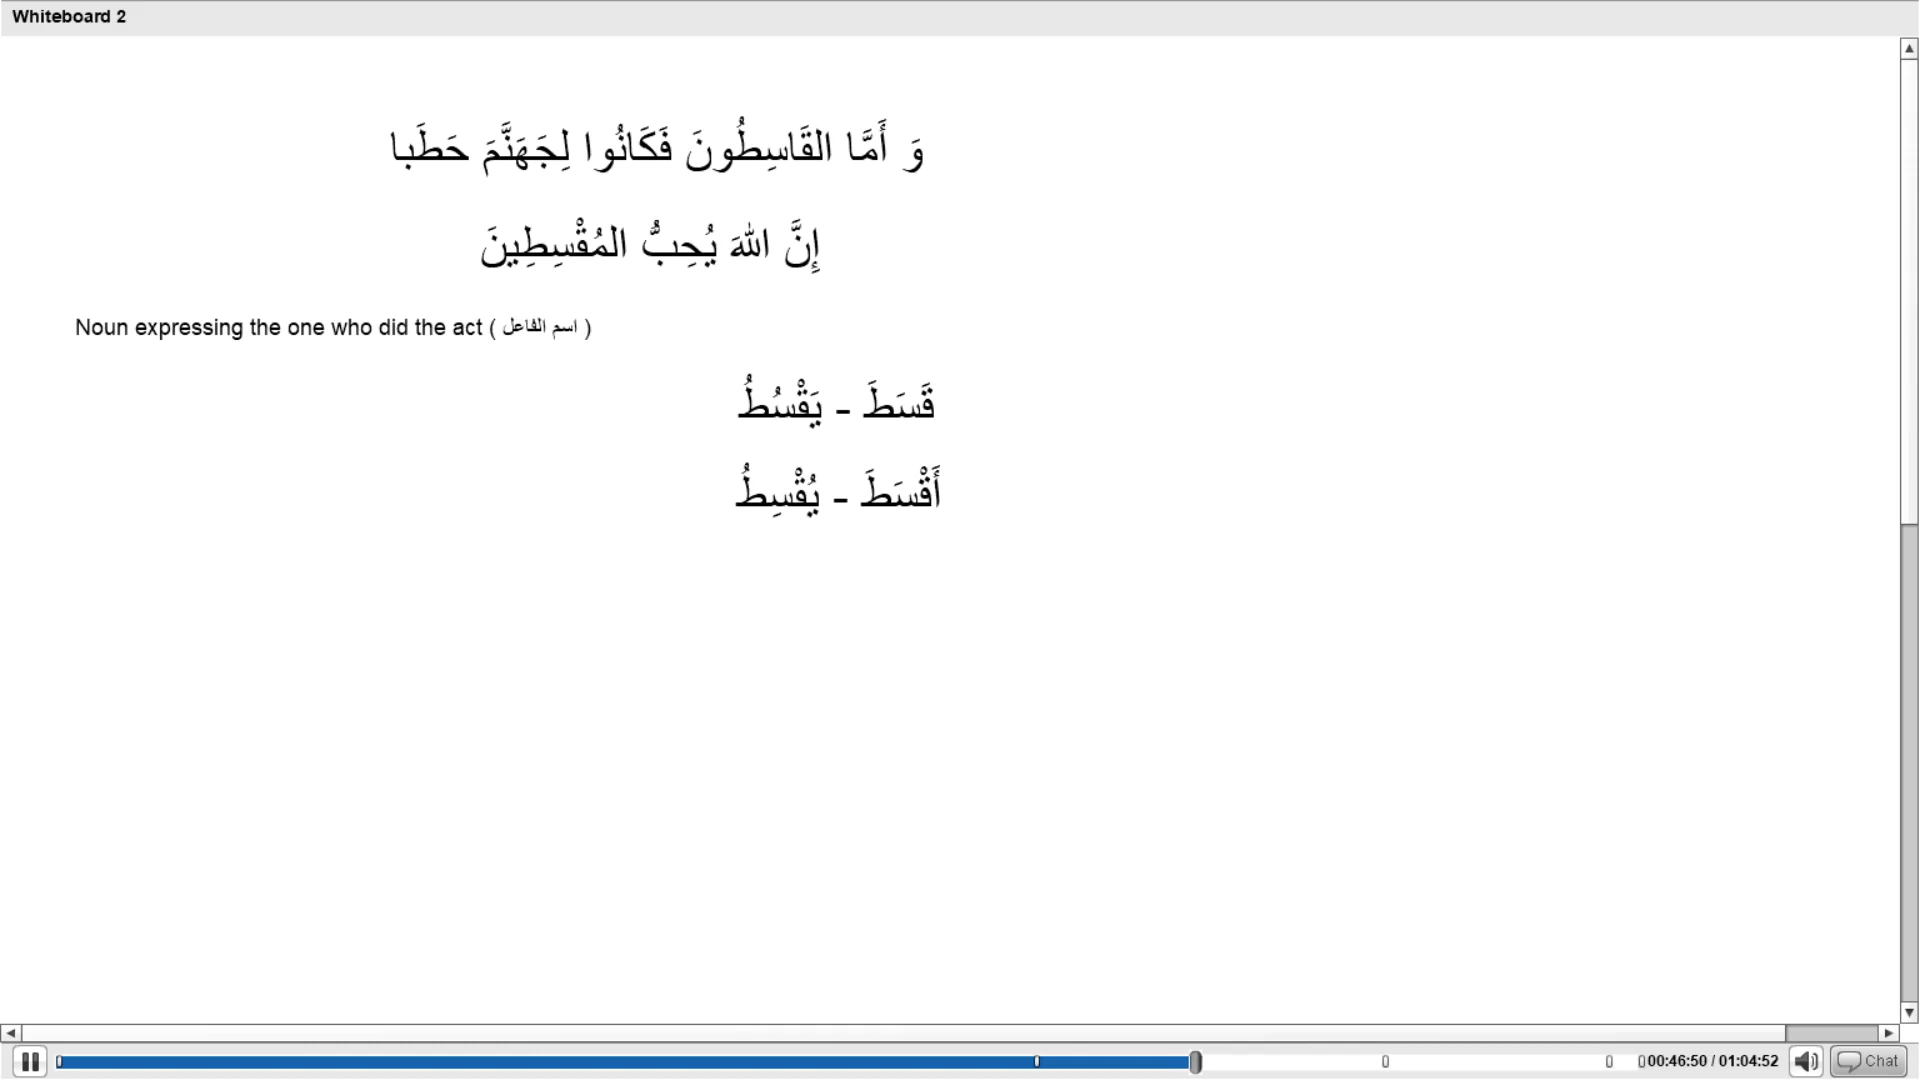 Whiteboard 2
وَ أَمَّا القَاسِطُونَ فَكَانُوا لِجَهَنَّمَ حَطَبا
إِنَّ اللهَ يُحِبُّ المُقْسِطِينَ
Noun expressing the one who did the act ( اسم الفاعل )
قَسَطَ - يَقْسُطُ
أَقْسَطَ - يُقْسِطُ
00:46:50 / 01:04:52
Chat